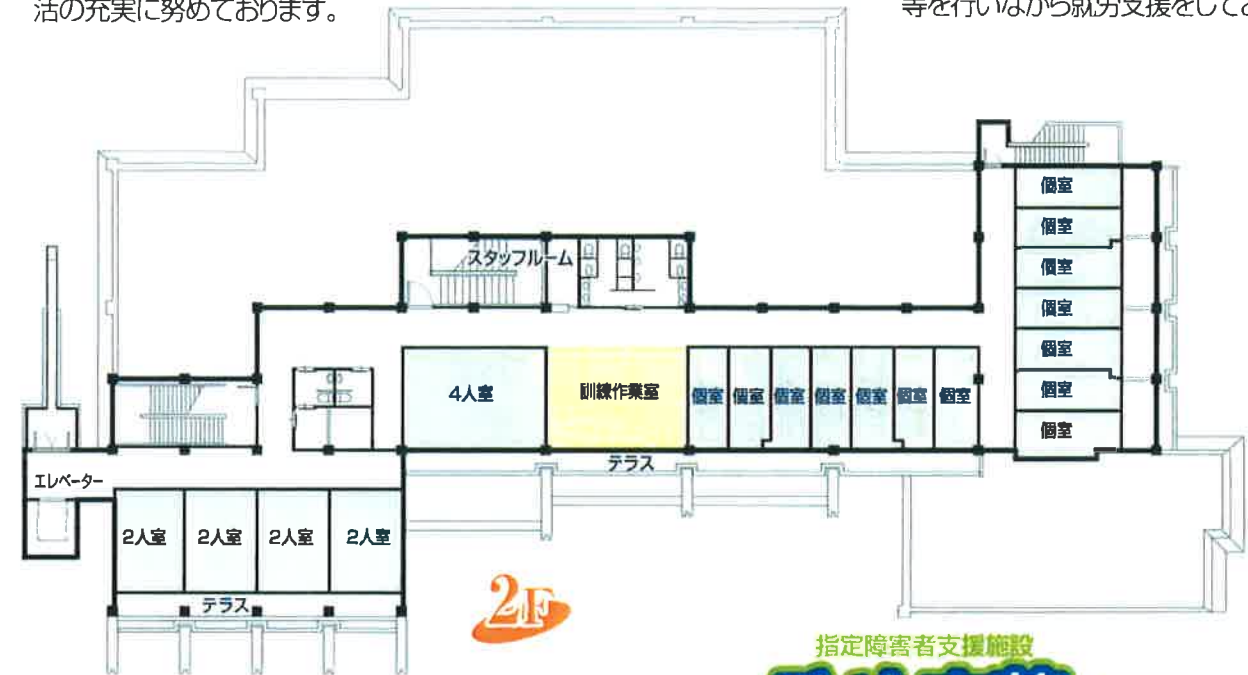 活の充実に努めております。
等を行いながら就労支援をして
個室
個室
個室
個室
個室
個室
個室
スタッフルーム
4人室
訓練作業室
個室
個室
個室
個室
個室
個室
個室
テラス
エレベーター
2人室
2人室
2人室
2人室
テラス
2F
指定障害者支援施設